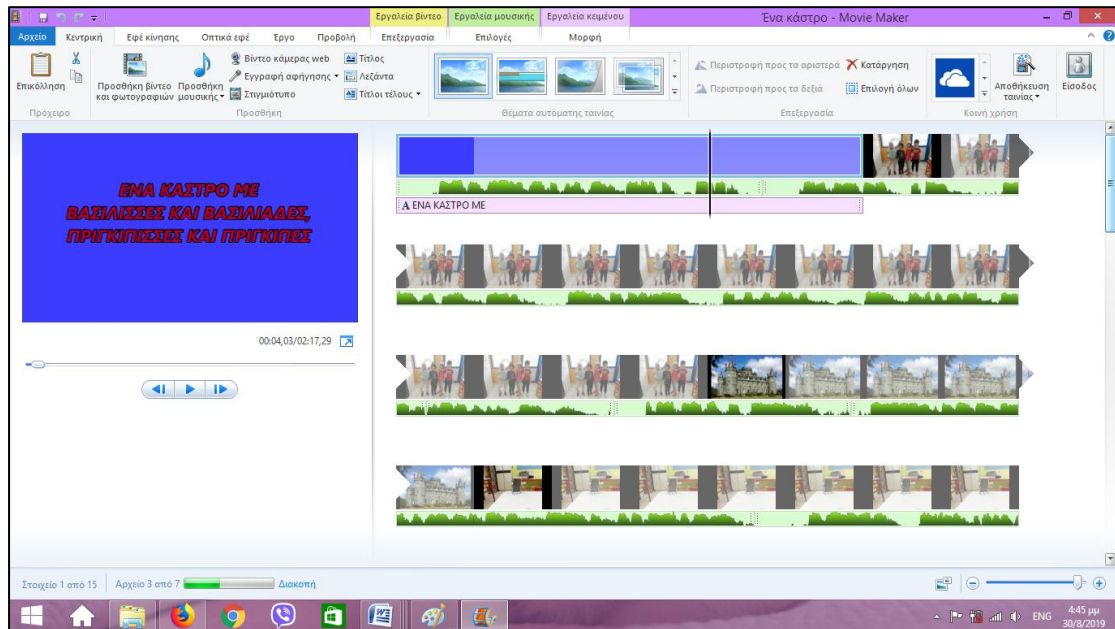 Εργαλεία βίντεο
Εργαλεία μουσικής
Εργαλεία κειμένου
Ένα κάστρο - Movie Maker
Αρχείο
Κεντρική
Εφέ κίνησης
Οπτικά εφέ
Έργο
Προβολή
Επεξεργασία
Επιλογές
Μορφή
Επικόλληση
Προσθήκη βίντεο
και φωτογραφιών
Προσθήκη
μουσικής
Βίντεο κάμερας web
Εγγραφή αφήγησης
Στιγμιότυπο
Τίτλος
Λεζάντα
Τίτλοι τέλους
Περιστροφή προς τα αριστερά
Περιστροφή προς τα δεξιά
Κατάργηση
Επιλογή όλων
Αποθήκευση
ταινίας
Είσοδος
Πρόχειρο
Προσθήκη
Θέματα αυτόματης ταινίας
Επεξεργασία
Κοινή χρήση
ΕΝΑ ΚΑΣΤΡΟ ΜΕ
ΒΑΣΙΛΙΣΣΕΣ ΚΑΙ ΒΑΣΙΛΙΑΔΕΣ,
ΠΡΙΓΚΙΠΙΣΣΕΣ ΚΑΙ ΠΡΙΓΚΙΠΕΣ
A ΕΝΑ ΚΑΣΤΡΟ ΜΕ
00:04,03/02:17,29
Στοιχείο 1 από 15
Αρχείο 3 από 7
Διακοπή
ENG
4:45 μμ
30/8/2019